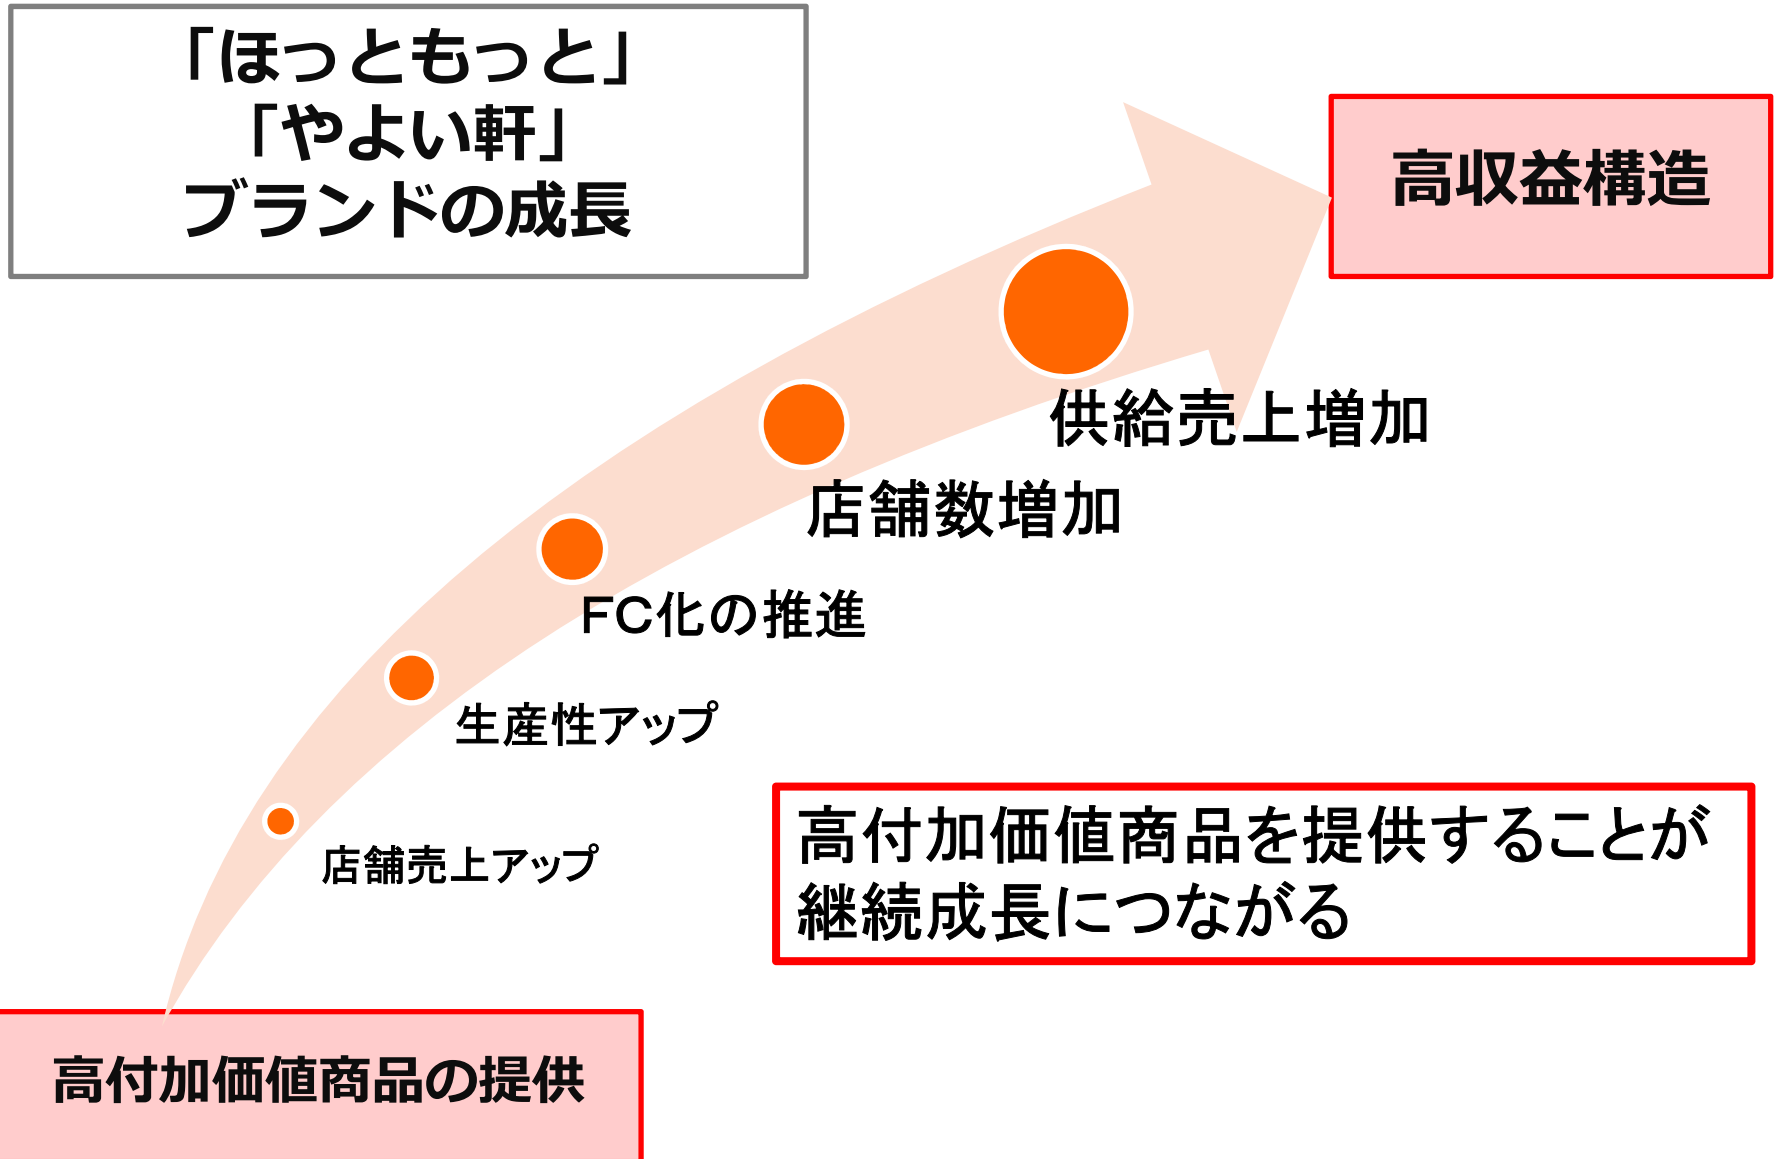 「ほっともっと」
「やよい軒」
ブランドの成長
高収益構造
供給売上増加
店舗数増加
ＦＣ化の推進
生産性アップ
店舗売上アップ
高付加価値商品を提供することが
継続成長につながる
高付加価値商品の提供